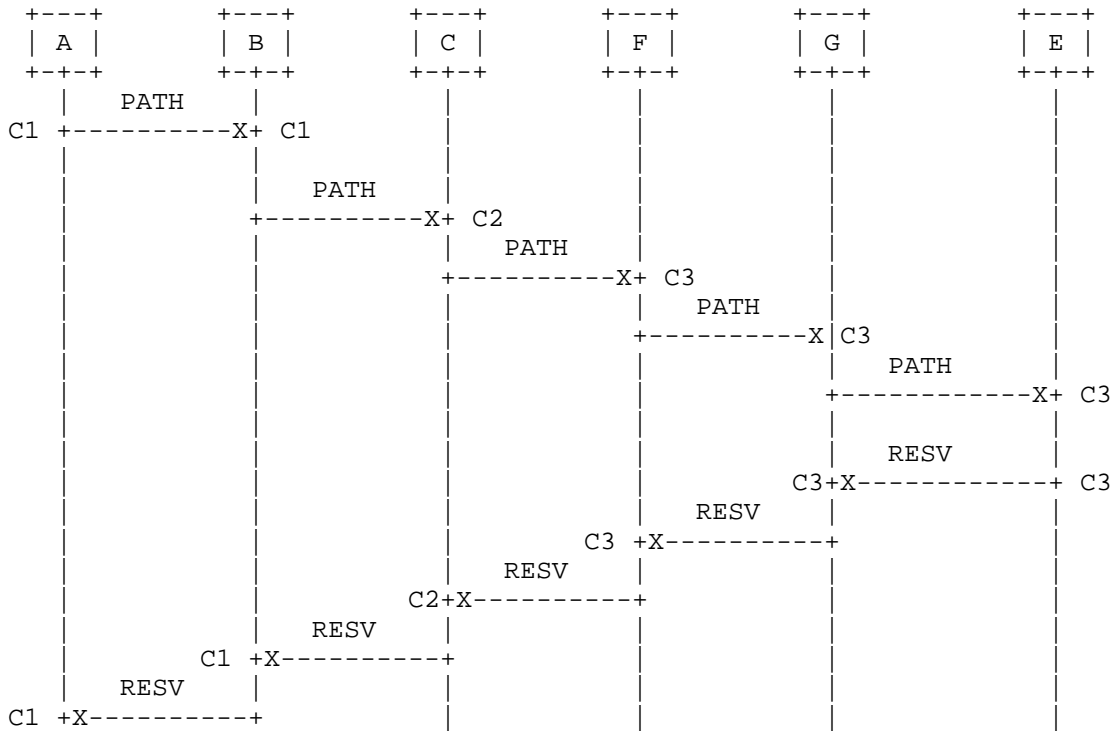 A B C F G E
PATH
C1 C1
PATH
C2
PATH
C3
PATH
C3
PATH
C3
RESV
C3 C3
RESV
C3
RESV
C2
RESV
C1
RESV
C1